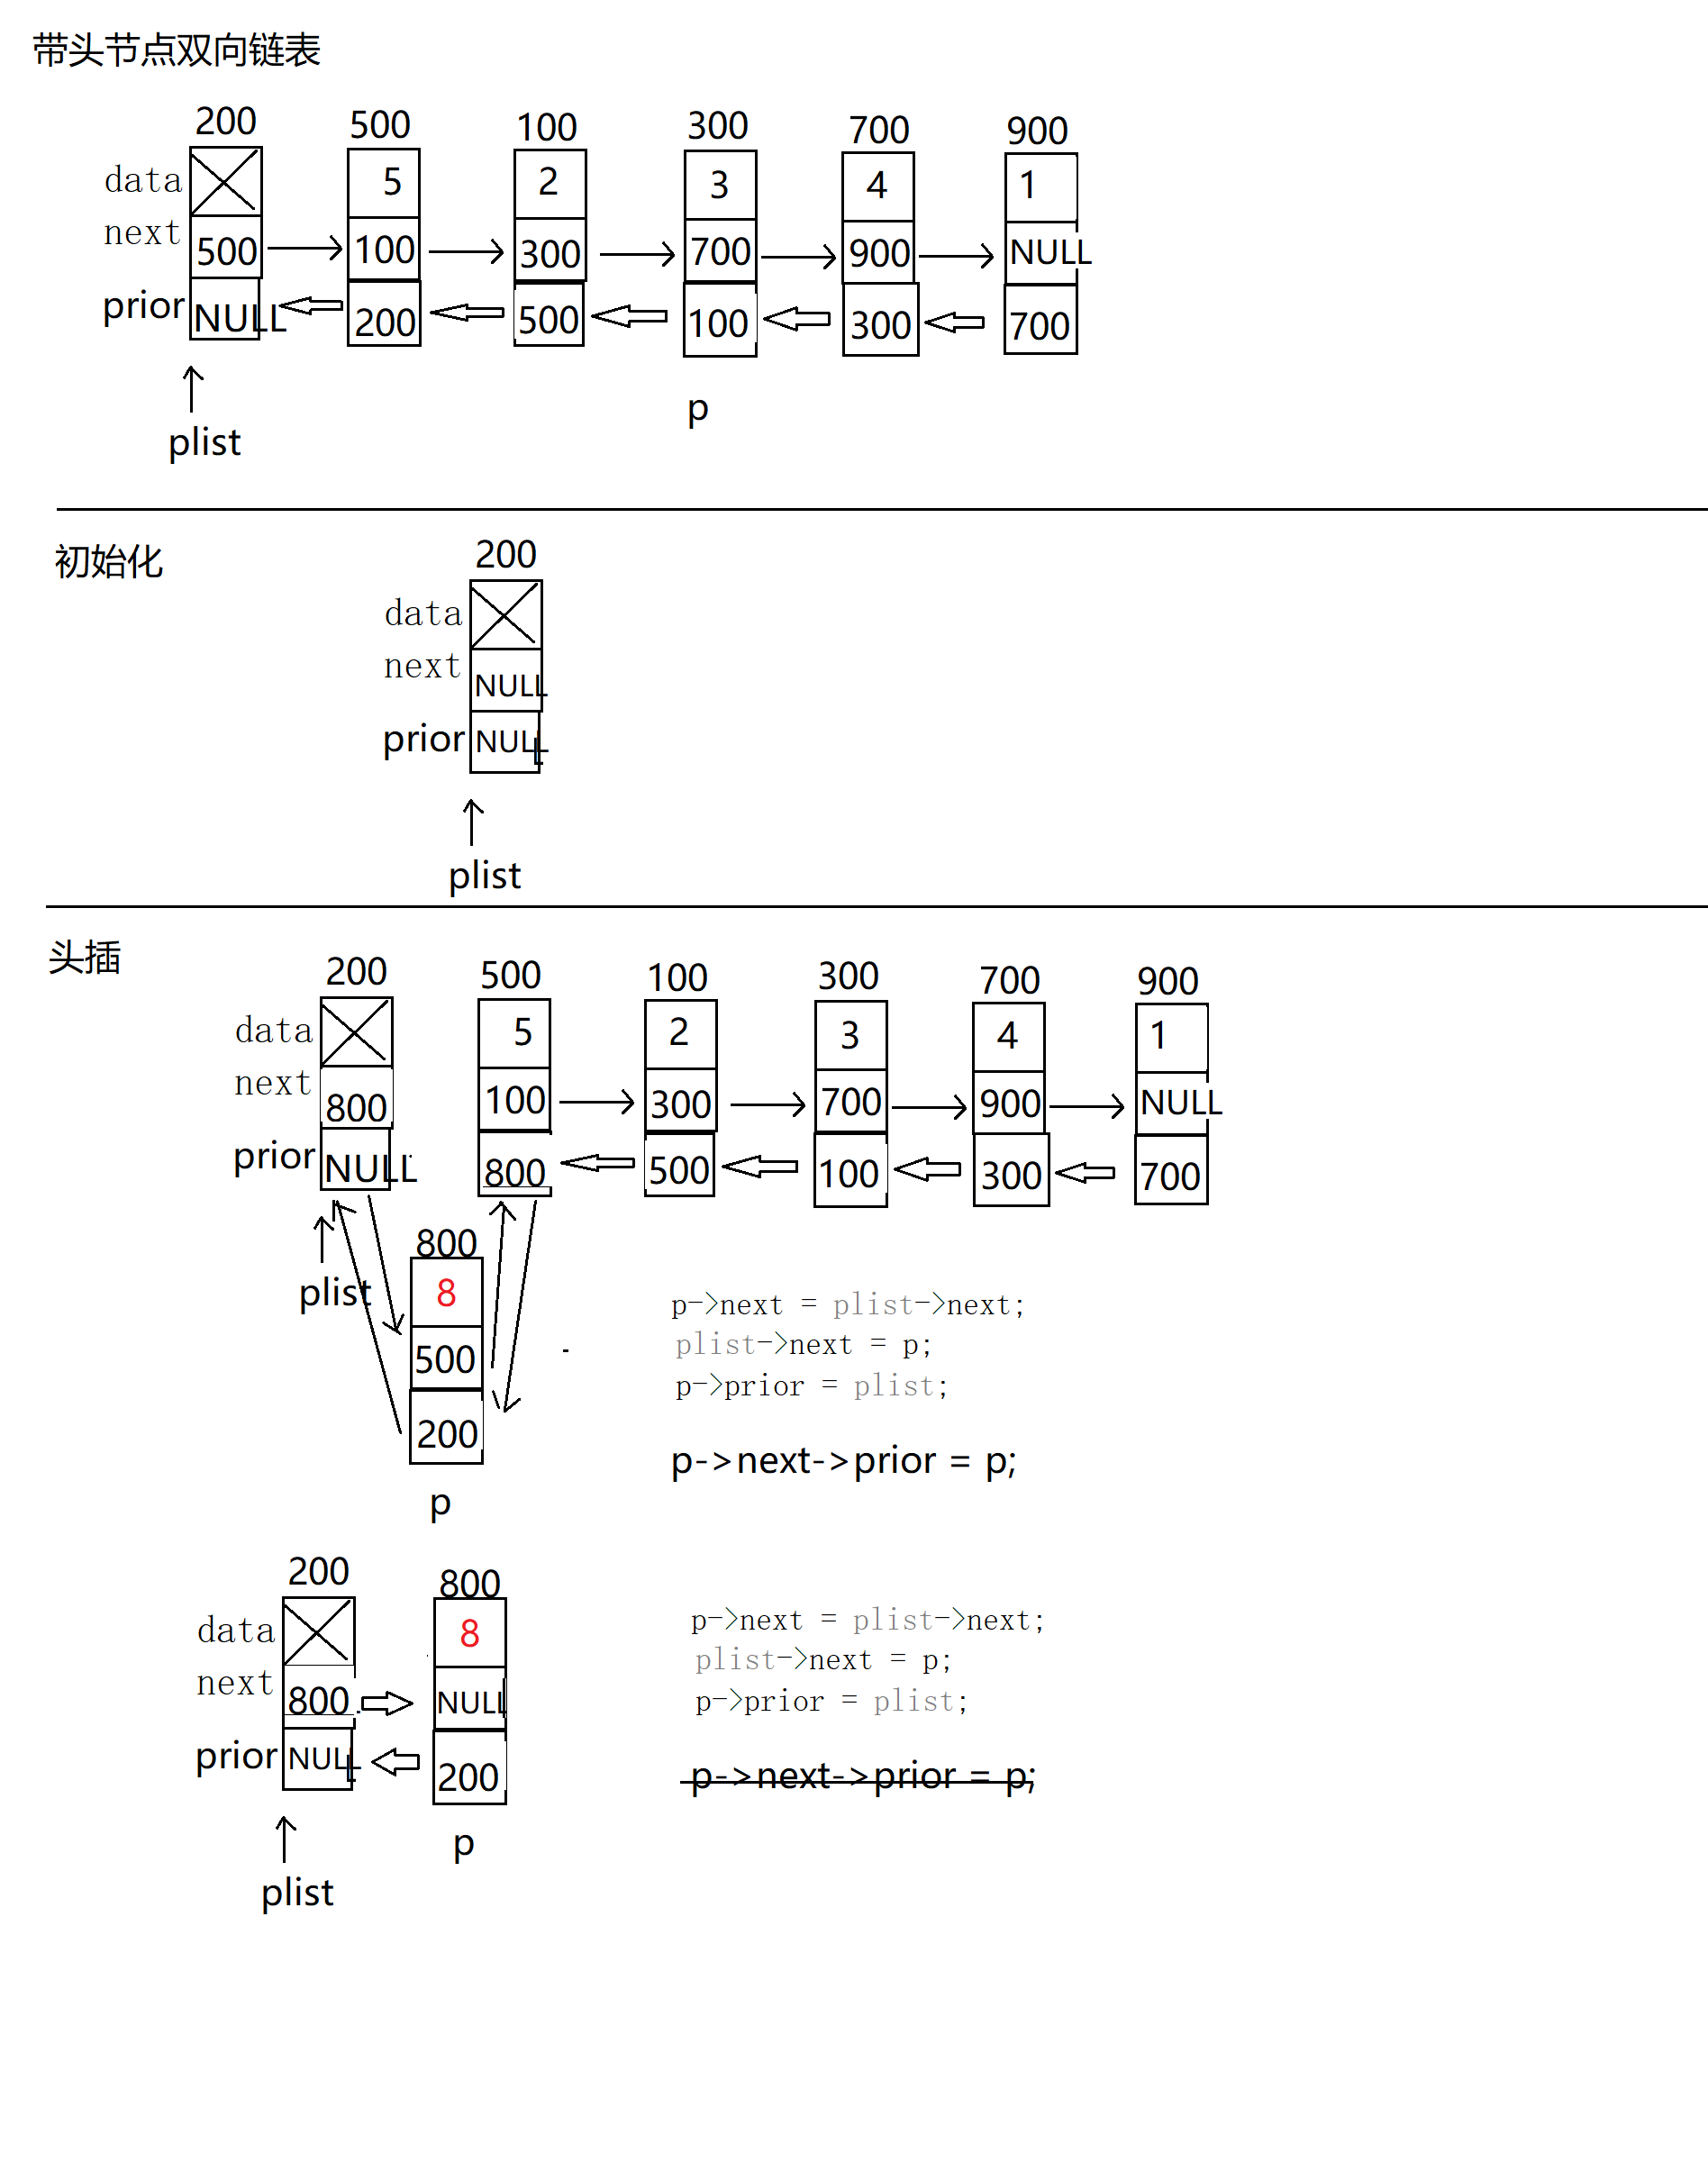 带头节点双向链表
200 500 100 300 700 900
data 5 2 3 4 1
next 500 100 300 700 900 NULL
prior NULL 200 500 100 300 700
p
plist
初始化
200
data
next NULL
prior NULL
plist
头插
200 500 100 300 700 900
data 5 2 3 4 1
next 800 100 300 700 900 NULL
prior NULL 800 500 100 300 700
800
plist 8
p->next = plist->next;
plist->next = p;
500
p->prior = plist;
200
p->next->prior = p;
p
200 800
data 8
p->next = plist->next;
plist->next = p;
next 800 NULL
p->prior = plist;
prior NULL 200
p->next->prior = p;
p
plist